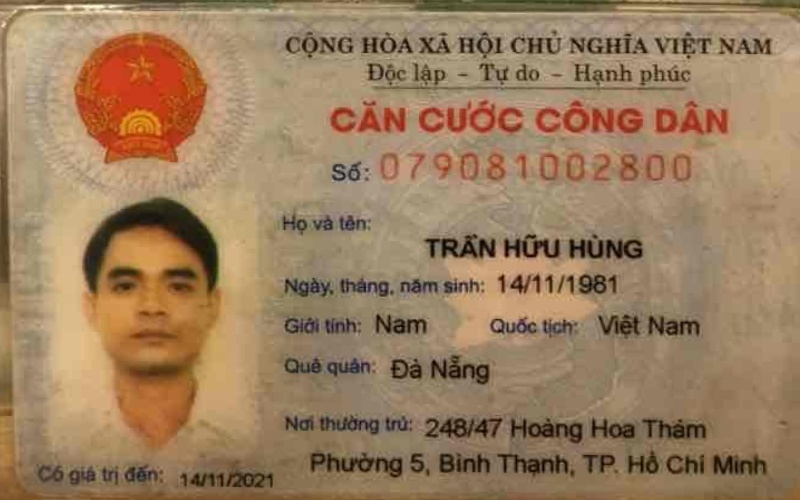 CỘNG HÒA XÃ HỘI CHỦ NGHĨA VIỆT NAM
Độc lập - Tự do - Hạnh phúc
CĂN CƯỚC CÔNG DÂN
Số: 079081002800
Họ và tên:
TRẦN HỮU HÙNG
Ngày, tháng, năm sinh: 14/11/1981
Giới tính: Nam Quốc tịch: Việt Nam
Quê quán: Đà Nẵng
Nơi thường trú: 248/47 Hoàng Hoa Thám
Phường 5, Bình Thạnh, TP. Hồ Chí Minh
Có giá trị đến: 14/11/2021